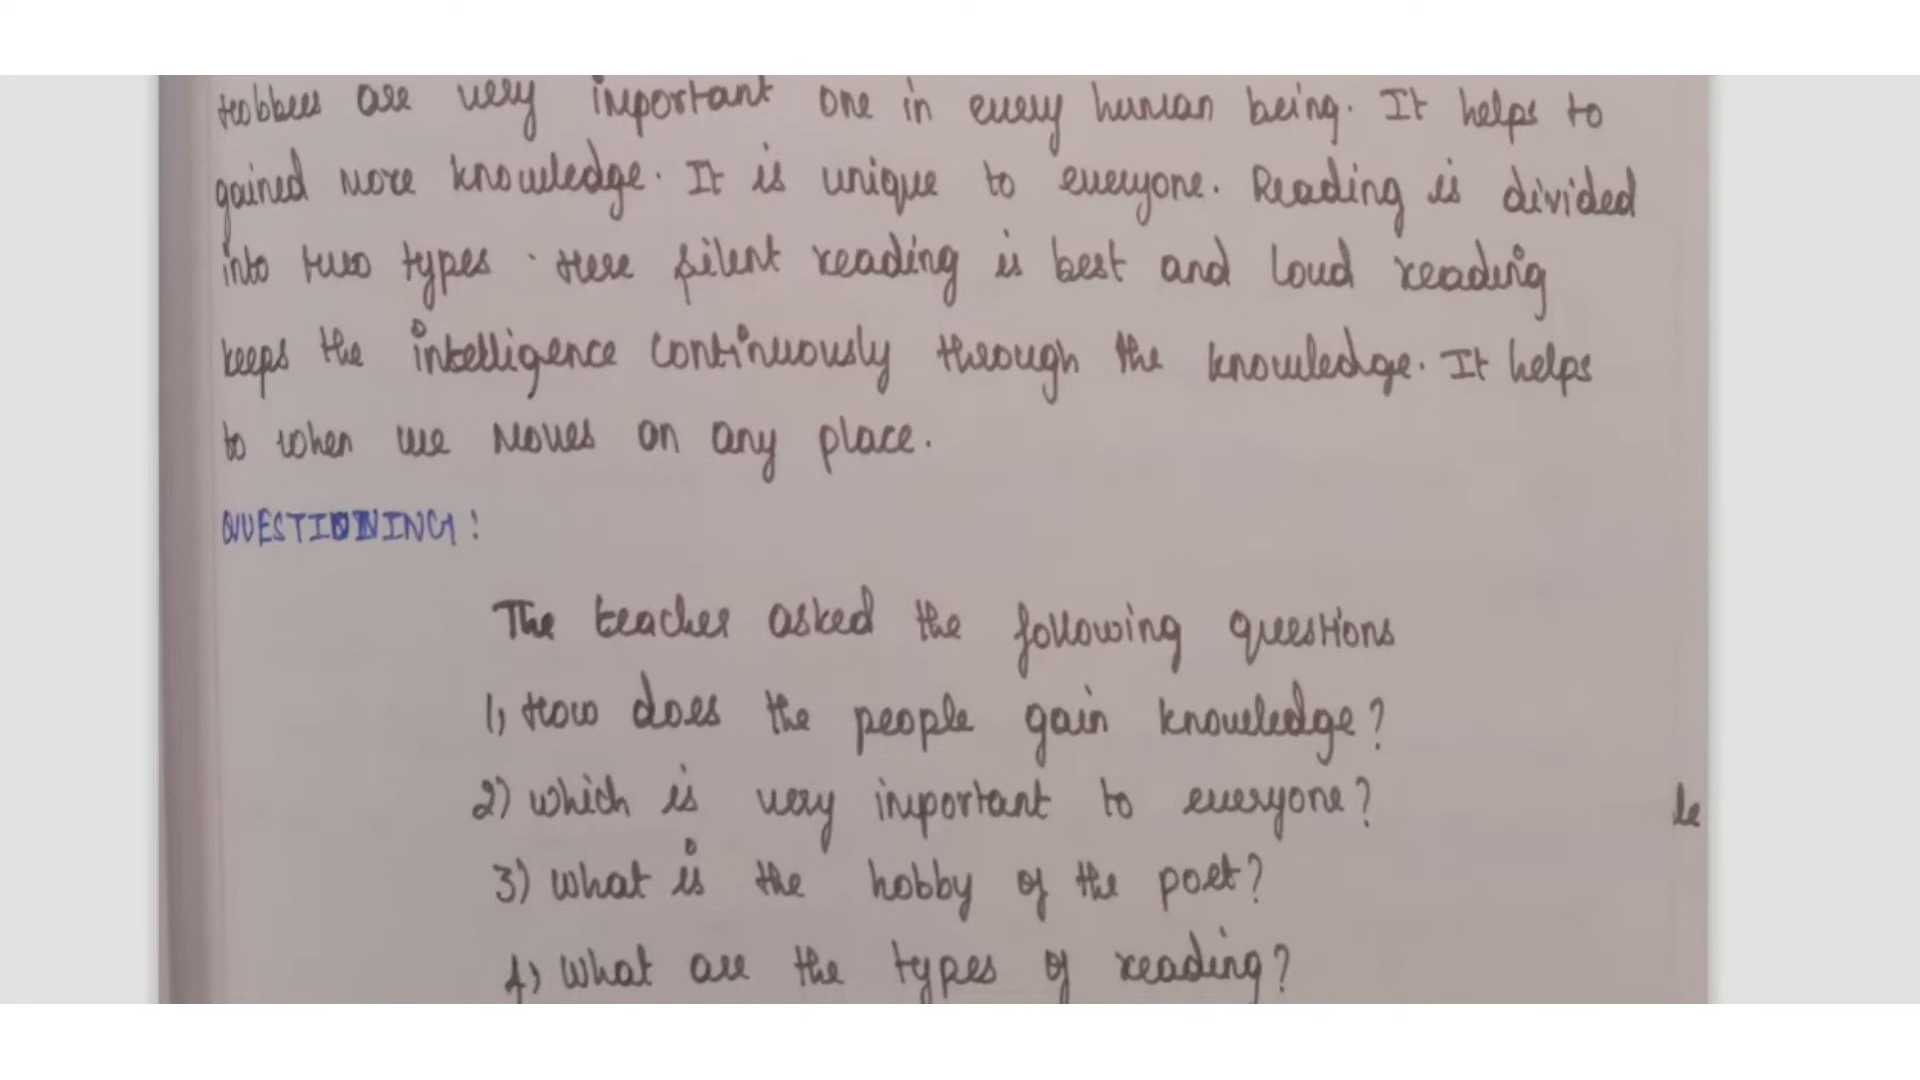 Hobbees are very important one in every human being. It helps to
gained more knowledge. It is unique to everyone. Reading is divided
into two types. Here silent reading is best and loud reading
keeps the intelligence continuously through the knowledge. It helps
to when we moves on any place.
QUESTIONING:
The teacher asked the following questions
1) How does the people gain knowledge?
2) which is very important to everyone?
le
3) what is the hobby of the poet?
4) what are the types of reading?